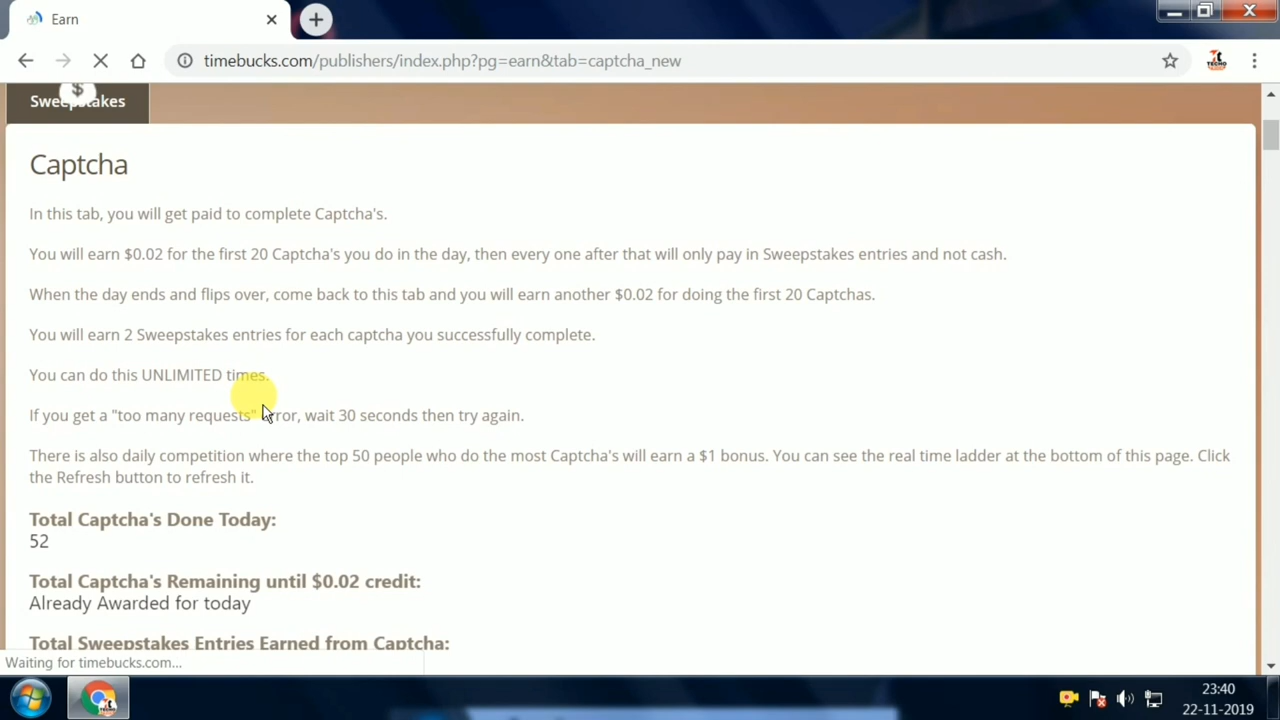 Earn
timebucks.com/publishers/index.php?pg=earn&tab=captcha_new
$
Sweepstakes
Captcha
In this tab, you will get paid to complete Captcha's.
You will earn $0.02 for the first 20 Captcha's you do in the day, then every one after that will only pay in Sweepstakes entries and not cash.
When the day ends and flips over, come back to this tab and you will earn another $0.02 for doing the first 20 Captchas.
You will earn 2 Sweepstakes entries for each captcha you successfully complete.
You can do this UNLIMITED times.
If you get a "too many requests" error, wait 30 seconds then try again.
There is also daily competition where the top 50 people who do the most Captcha's will earn a $1 bonus. You can see the real time ladder at the bottom of this page. Click
the Refresh button to refresh it.
Total Captcha's Done Today:
52
Total Captcha's Remaining until $0.02 credit:
Already Awarded for today
Total Sweepstakes Entries Earned from Captcha:
Waiting for timebucks.com...
23:40
22-11-2019